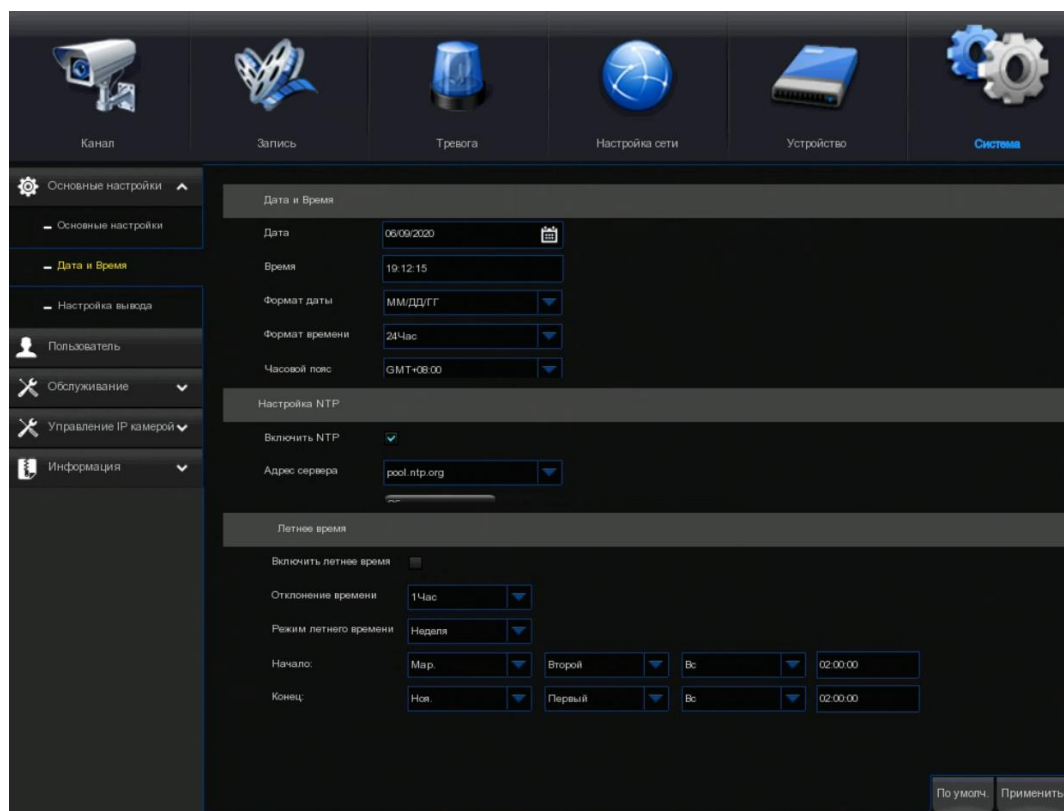 Канал Запись Тревога Настройка сети Устройство Система
Основные настройки
Основные настройки
Дата и Время
Настройка вывода
Пользователь
Обслуживание
Управление IP камерой
Информация
Дата и Время
Дата 06/09/2020
Время 19:12:15
Формат даты ММ/ДД/ГГ
Формат времени 24Час
Часовой пояс GMT+08:00
Настройка NTP
Включить NTP
Адрес сервера pool.ntp.org
Летнее время
Включить летнее время
Отклонение времени 1Час
Режим летнего времени Неделя
Начало: Мар. Второй Вс 02:00:00
Конец: Ноя. Первый Вс 02:00:00
По умолч. Применить